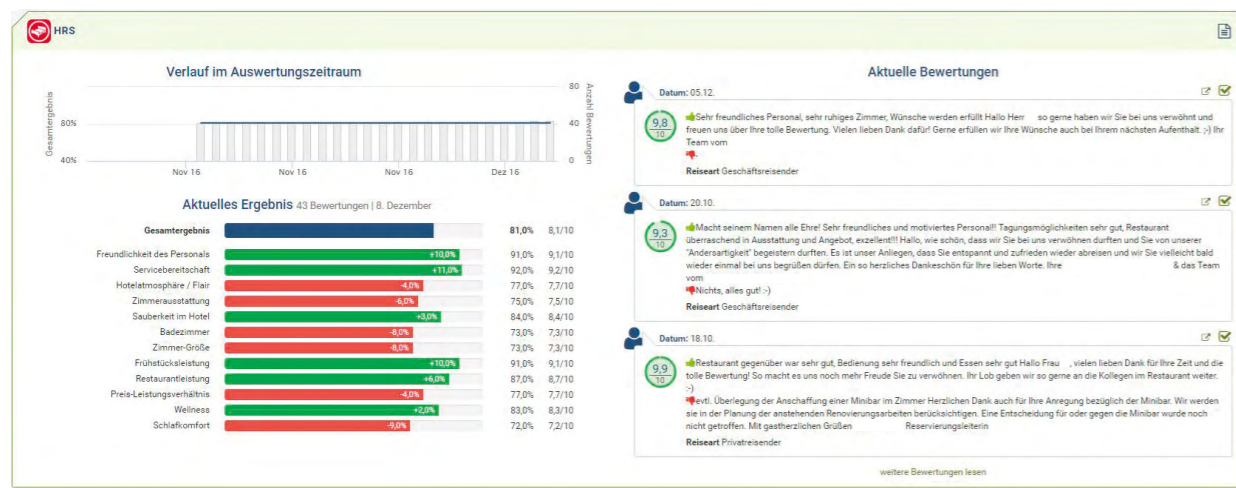 HRS
Verlauf im Auswertungszeitraum
Gesamtergebnis
80%
40%
80
40
0
Anzahl Bewertungen
Nov 16
Nov 16
Nov 16
Dez 16
Aktuelles Ergebnis 43 Bewertungen | 8. Dezember
Gesamtergebnis 81,0% 8,1/10
Freundlichkeit des Personals +10,0% 91,0% 9,1/10
Servicebereitschaft +11,0% 92,0% 9,2/10
Hotelatmosphäre / Flair -4,0% 77,0% 7,7/10
Zimmerausstattung -6,0% 75,0% 7,5/10
Sauberkeit im Hotel +3,0% 84,0% 8,4/10
Badezimmer -8,0% 73,0% 7,3/10
Zimmer-Größe -8,0% 73,0% 7,3/10
Frühstücksleistung +10,0% 91,0% 9,1/10
Restaurantleistung +6,0% 87,0% 8,7/10
Preis-Leistungsverhältnis -4,0% 77,0% 7,7/10
Wellness +2,0% 83,0% 8,3/10
Schlafkomfort -9,0% 72,0% 7,2/10
Aktuelle Bewertungen
Datum: 05.12.
9,8
10
Sehr freundliches Personal, sehr ruhiges Zimmer, Wünsche werden erfüllt Hallo Herr so gerne haben wir Sie bei uns verwöhnt und
freuen uns über Ihre tolle Bewertung. Vielen lieben Dank dafür! Gerne erfüllen wir Ihre Wünsche auch bei Ihrem nächsten Aufenthalt. ;-) Ihr
Team vom
-
Reiseart Geschäftsreisender
Datum: 20.10.
9,3
10
Macht seinem Namen alle Ehre! Sehr freundliches und motiviertes Personal!! Tagungsmöglichkeiten sehr gut, Restaurant
überraschend in Ausstattung und Angebot, exzellent!!! Hallo, wie schön, dass wir Sie bei uns verwöhnen durften und Sie von unserer
"Andersartigkeit" begeistern durften. Es ist unser Anliegen, dass Sie entspannt und zufrieden wieder abreisen und wir Sie vielleicht bald
wieder einmal bei uns begrüßen dürfen. Ein so herzliches Dankeschön für Ihre lieben Worte. Ihre & das Team
vom
Nichts, alles gut! :-)
Reiseart Geschäftsreisender
Datum: 18.10.
9,9
10
Restaurant gegenüber war sehr gut, Bedienung sehr freundlich und Essen sehr gut Hallo Frau , vielen lieben Dank für Ihre Zeit und die
tolle Bewertung! So macht es uns noch mehr Freude Sie zu verwöhnen. Ihr Lob geben wir so gerne an die Kollegen im Restaurant weiter.
:-)
evtl. Überlegung der Anschaffung einer Minibar im Zimmer Herzlichen Dank auch für Ihre Anregung bezüglich der Minibar. Wir werden
sie in der Planung der anstehenden Renovierungsarbeiten berücksichtigen. Eine Entscheidung für oder gegen die Minibar wurde noch
nicht getroffen. Mit gastherzlichen Grüßen Reservierungsleiterin
Reiseart Privatreisender
weitere Bewertungen lesen